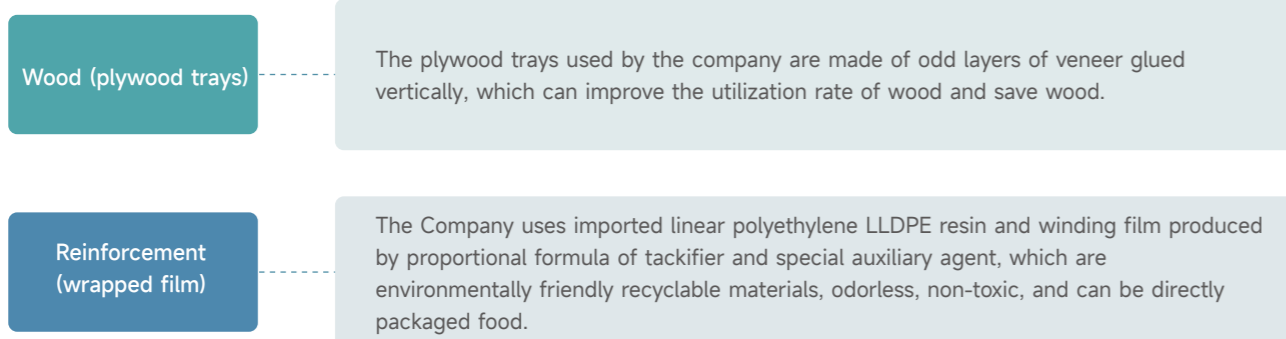 Wood (plywood trays)
The plywood trays used by the company are made of odd layers of veneer glued
vertically, which can improve the utilization rate of wood and save wood.
Reinforcement
(wrapped film)
The Company uses imported linear polyethylene LLDPE resin and winding film produced
by proportional formula of tackifier and special auxiliary agent, which are
environmentally friendly recyclable materials, odorless, non-toxic, and can be directly
packaged food.